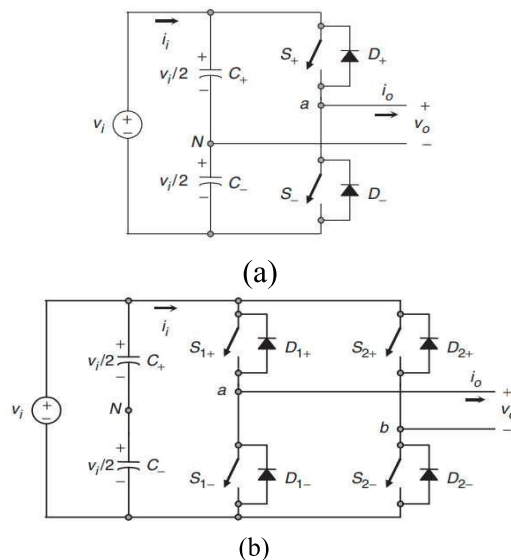 i_i
+
v_i/2 C_+
−
S_+ D_+
a i_o
+
v_i
+
−
v_o
N −
+
v_i/2 C_−
−
S_− D_−
(a)
i_i
+
v_i/2 C_+
−
S_1+ D_1+ S_2+ D_2+
a i_o
v_i
+
−
N
+
v_o
b −
+
v_i/2 C_−
−
S_1− D_1− S_2− D_2−
(b)